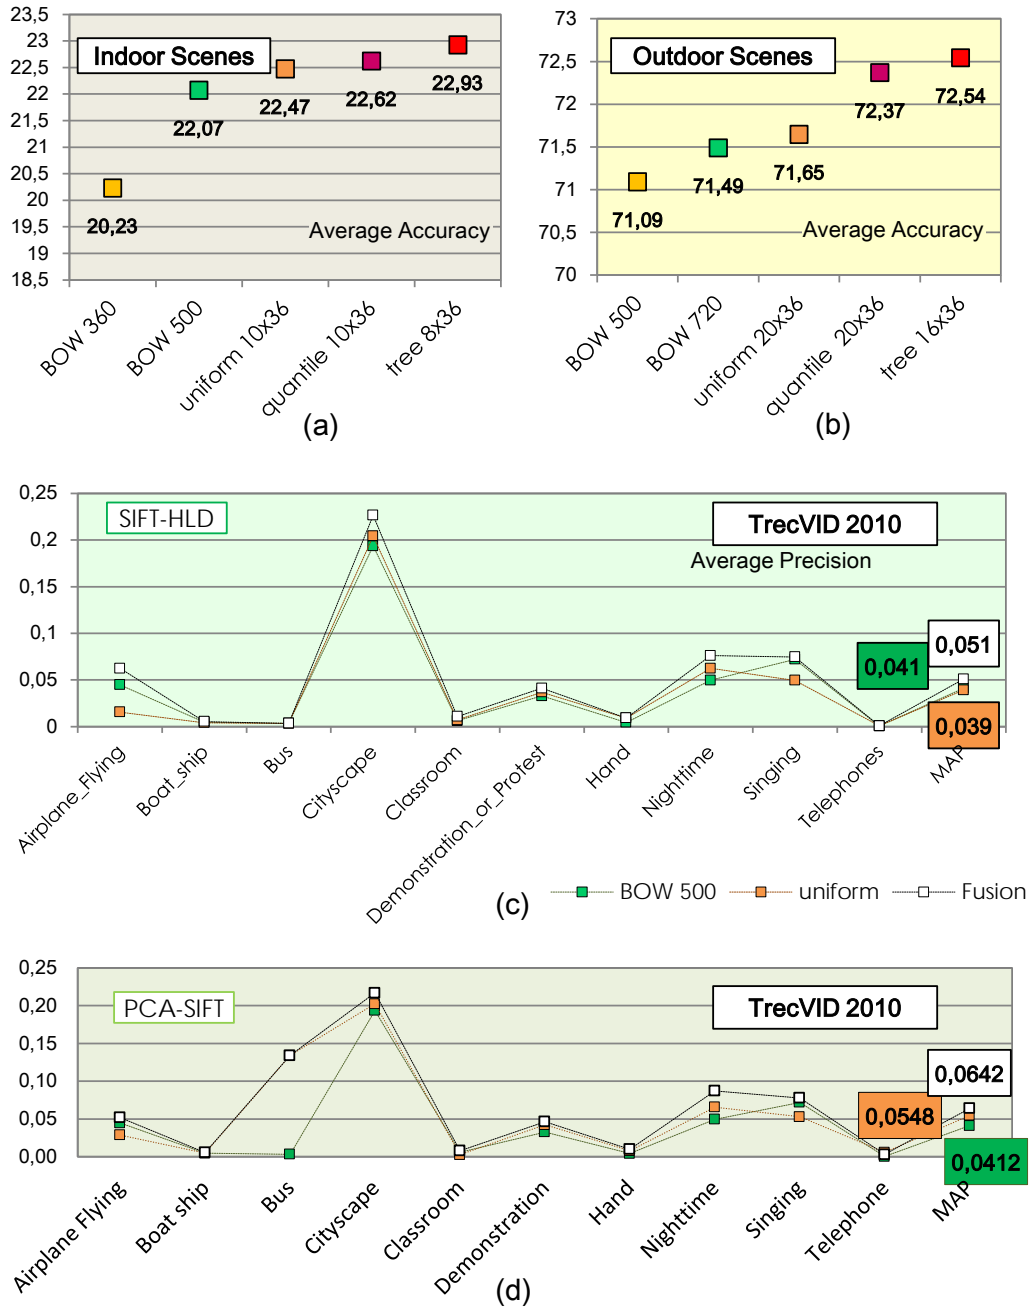 23,5
23
22,5
22
21,5
21
20,5
20
19,5
19
18,5
Indoor Scenes
20,23
22,07
22,47
22,62
22,93
Average Accuracy
BOW 360
BOW 500
uniform 10x36
quantile 10x36
tree 8x36
(a)
73
72,5
72
71,5
71
70,5
70
Outdoor Scenes
71,09
71,49
71,65
72,37
72,54
Average Accuracy
BOW 500
BOW 720
uniform 20x36
quantile 20x36
tree 16x36
(b)
0,25
0,2
0,15
0,1
0,05
0
SIFT-HLD
TrecVID 2010
Average Precision
0,041
0,051
0,039
Airplane_Flying
Boat_ship
Bus
Cityscape
Classroom
Demonstration_or_Protest
Hand
Nighttime
Singing
Telephones
MAP
(c)
BOW 500
uniform
Fusion
0,25
0,20
0,15
0,10
0,05
0,00
PCA-SIFT
TrecVID 2010
0,0642
0,0548
0,0412
Airplane Flying
Boat ship
Bus
Cityscape
Classroom
Demonstration
Hand
Nighttime
Singing
Telephone
MAP
(d)